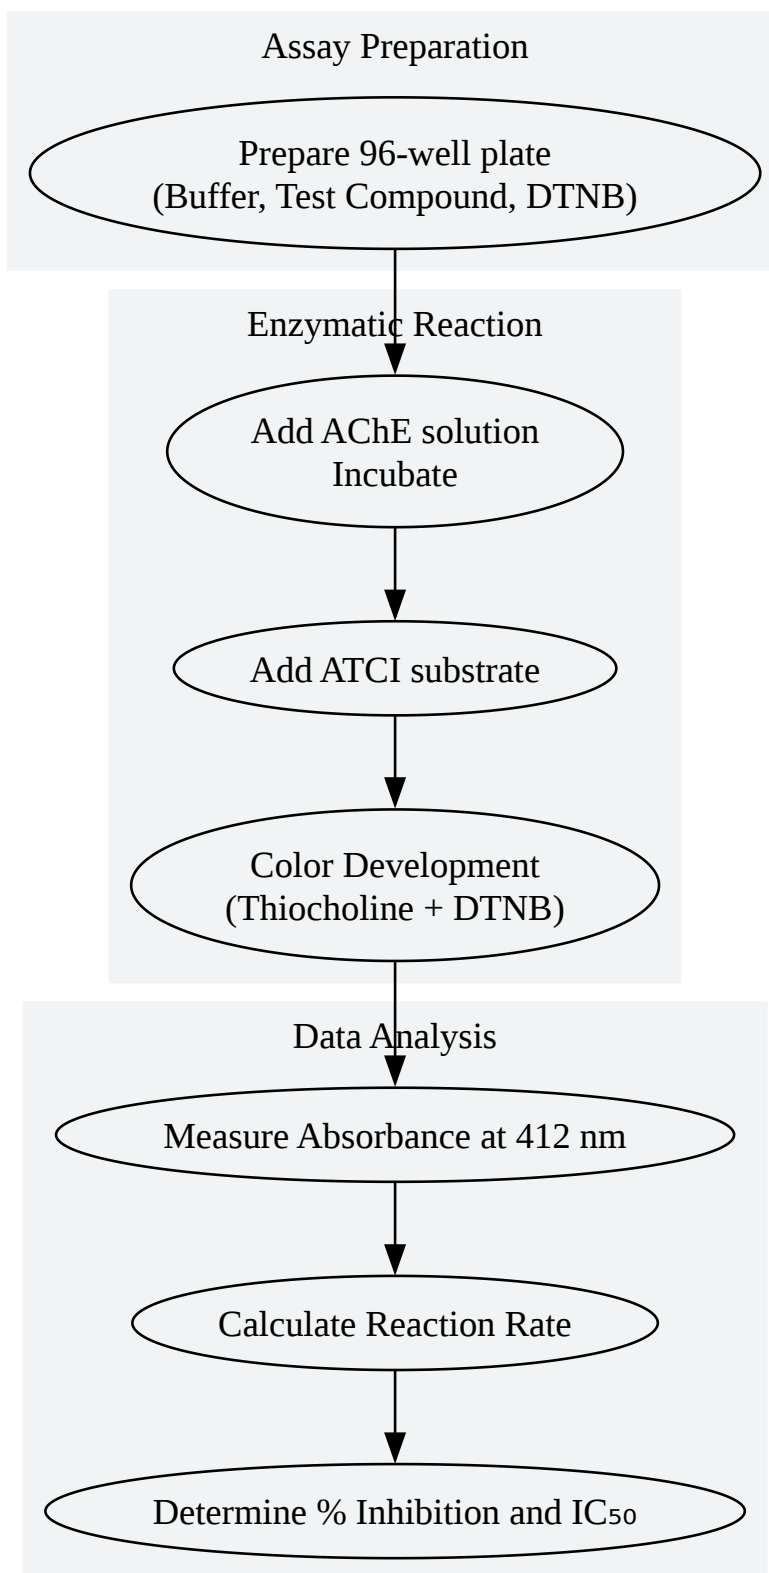 Assay Preparation
Prepare 96-well plate
(Buffer, Test Compound, DTNB)
Enzymatic Reaction
Add AChE solution
Incubate
Add ATCI substrate
Color Development
(Thiocholine + DTNB)
Data Analysis
Measure Absorbance at 412 nm
Calculate Reaction Rate
Determine % Inhibition and IC₅₀